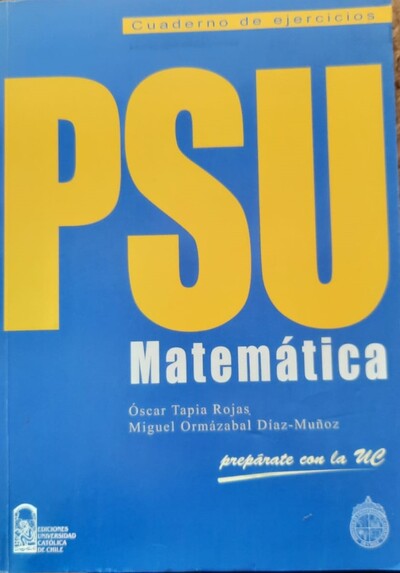 Cuaderno de ejercicios
PSU
Matemática
Óscar Tapia Rojas
Miguel Ormázabal Díaz-Muñoz
prepárate con la UC
EDICIONES
UNIVERSIDAD
CATÓLICA
DE CHILE